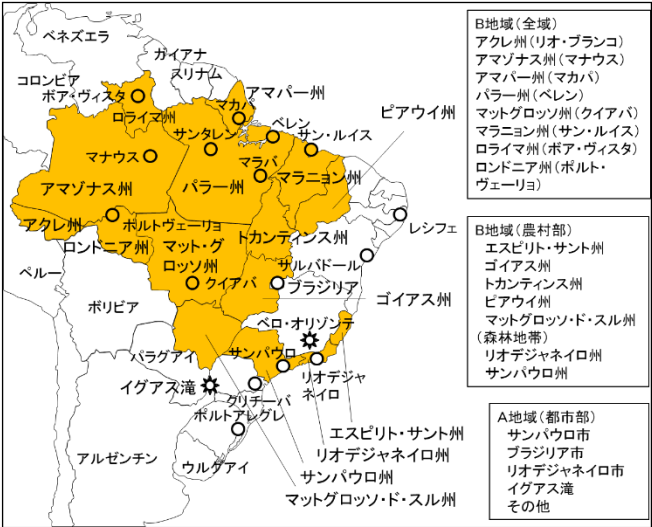 ベネズエラ
ガイアナ
スリナム
コロンビア
ボア・ヴィスタ
アマパー州
ロライマ州
マカパ
ピアウイ州
サンタレン
ベレン
サン・ルイス
マナウス
マラバ
アマゾナス州
パラー州
マラニョン州
アクレ州
ポルトヴェーリョ
トカンティンス州
レシフェ
ロンドニア州
マット・グ
ロッソ州
サルバドール
ペルー
クイアバ
ブラジリア
ゴイアス州
ボリビア
ベロ・オリゾンテ
パラグアイ
サンパウロ
リオデジャ
ネイロ
イグアス滝
クリチーバ
ポルトアレグレ
エスピリト・サント州
アルゼンチン
ウルグアイ
リオデジャネイロ州
サンパウロ州
マットグロッソ・ド・スル州
B地域(全域)
アクレ州(リオ・ブランコ)
アマゾナス州(マナウス)
アマパー州(マカパ)
パラー州(ベレン)
マットグロッソ州(クイアバ)
マラニョン州(サン・ルイス)
ロライマ州(ボア・ヴィスタ)
ロンドニア州(ポルト・
ヴェーリョ)
B地域(農村部)
エスピリト・サント州
ゴイアス州
トカンティンス州
ピアウイ州
マットグロッソ・ド・スル州
(森林地帯)
リオデジャネイロ州
サンパウロ州
A地域(都市部)
サンパウロ市
ブラジリア市
リオデジャネイロ市
イグアス滝
その他